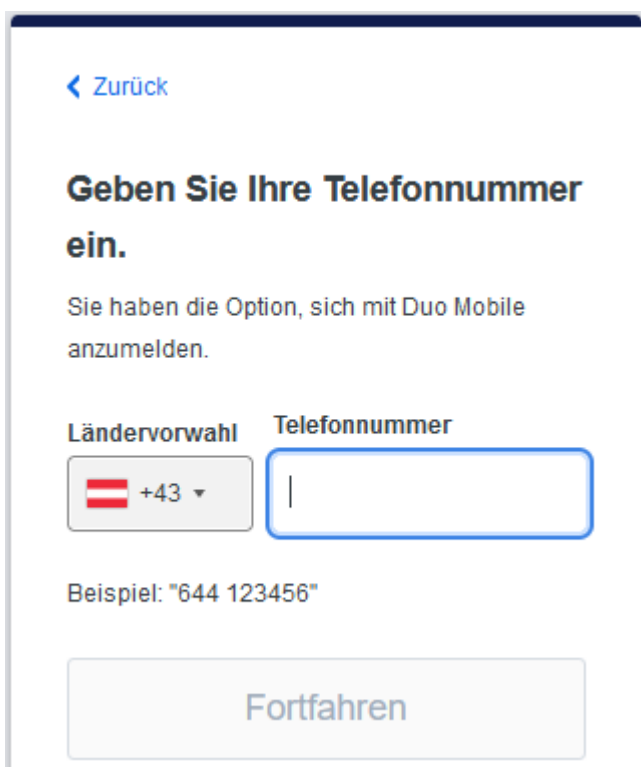 Zurück
Geben Sie Ihre Telefonnummer
ein.
Sie haben die Option, sich mit Duo Mobile
anzumelden.
Ländervorwahl Telefonnummer
+43
Beispiel: "644 123456"
Fortfahren